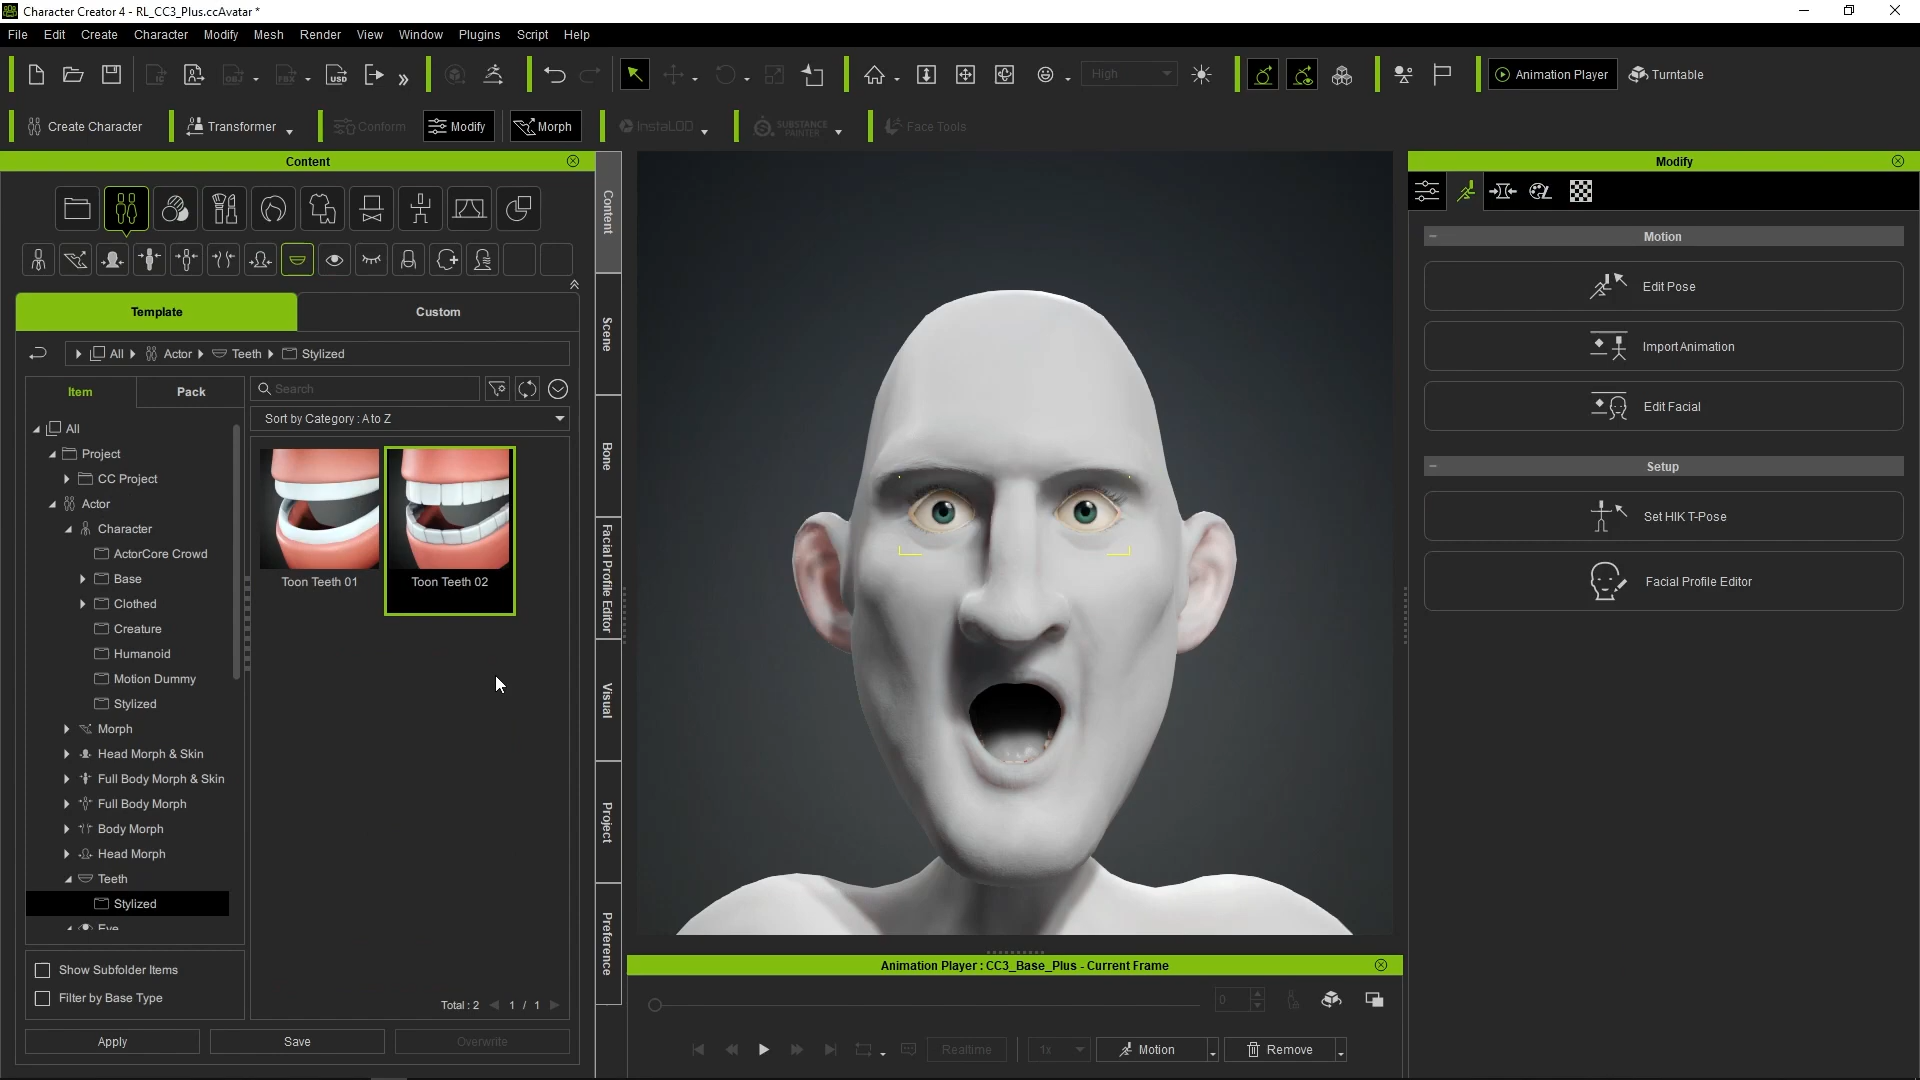 Character Creator 4 - RL_CC3_Plus.ccAvatar *
File Edit Create Character Modify Mesh Render View Window Plugins Script Help
High
Animation Player
Turntable
Create Character
Transformer
Conform
Modify
Morph
InstaLOD
SUBSTANCE PAINTER
Face Tools
Content
Template
Custom
All
Actor
Teeth
Stylized
Item
Pack
Search
Sort by Category : A to Z
All
Project
CC Project
Actor
Character
ActorCore Crowd
Base
Clothed
Creature
Humanoid
Motion Dummy
Stylized
Morph
Head Morph & Skin
Full Body Morph & Skin
Full Body Morph
Body Morph
Head Morph
Teeth
Stylized
Eye
Toon Teeth 01
Toon Teeth 02
Show Subfolder Items
Filter by Base Type
Total : 2
1 / 1
Apply
Save
Overwrite
Content
Scene
Bone
Facial Profile Editor
Visual
Project
Preference
Animation Player : CC3_Base_Plus - Current Frame
0
Realtime
1x
Motion
Remove
Modify
Motion
Edit Pose
Import Animation
Edit Facial
Setup
Set HIK T-Pose
Facial Profile Editor